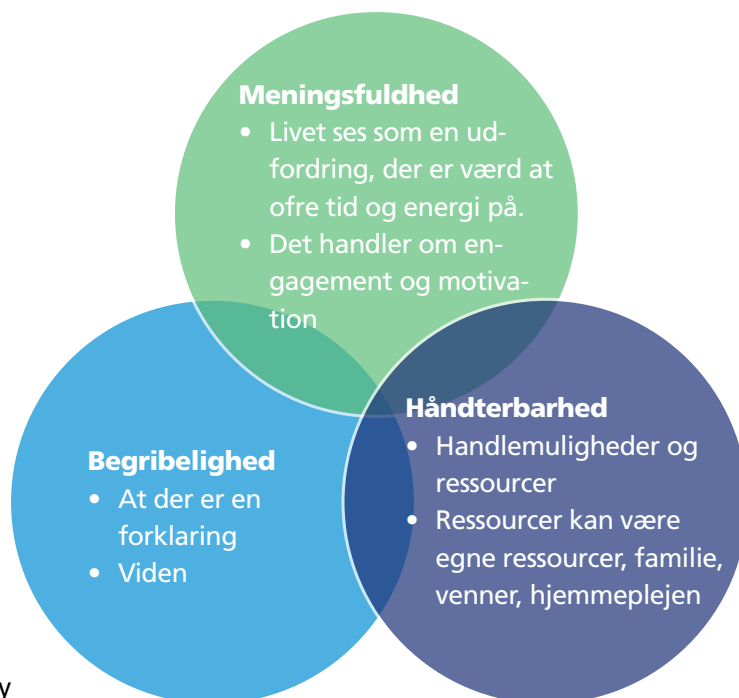 Meningsfuldhed
• Livet ses som en ud-
fordring, der er værd at
ofre tid og energi på.
• Det handler om en-
gagement og motiva-
tion
Begribelighed
• At der er en
forklaring
• Viden
Håndterbarhed
• Handlemuligheder og
ressourcer
• Ressourcer kan være
egne ressourcer, familie,
venner, hjemmeplejen